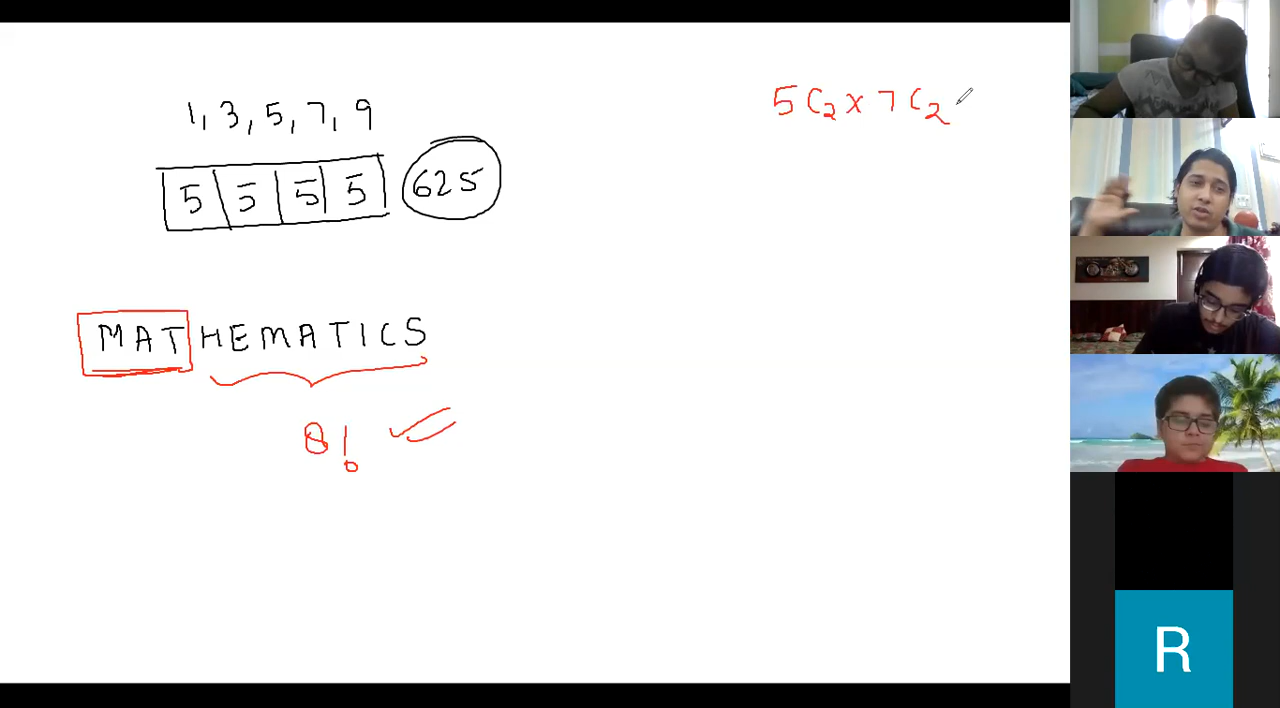 1, 3, 5, 7, 9
5 5 5 5 625
5C2 x 7C2
MATHEMATICS
8!
R